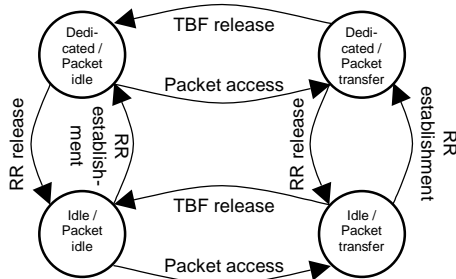 Dedi-
cated /
Packet
idle
TBF release
Dedi-
cated /
Packet
transfer
Packet access
RR release
RR
establish-
ment
RR release
RR
establishment
Idle /
Packet
idle
TBF release
Idle /
Packet
transfer
Packet access